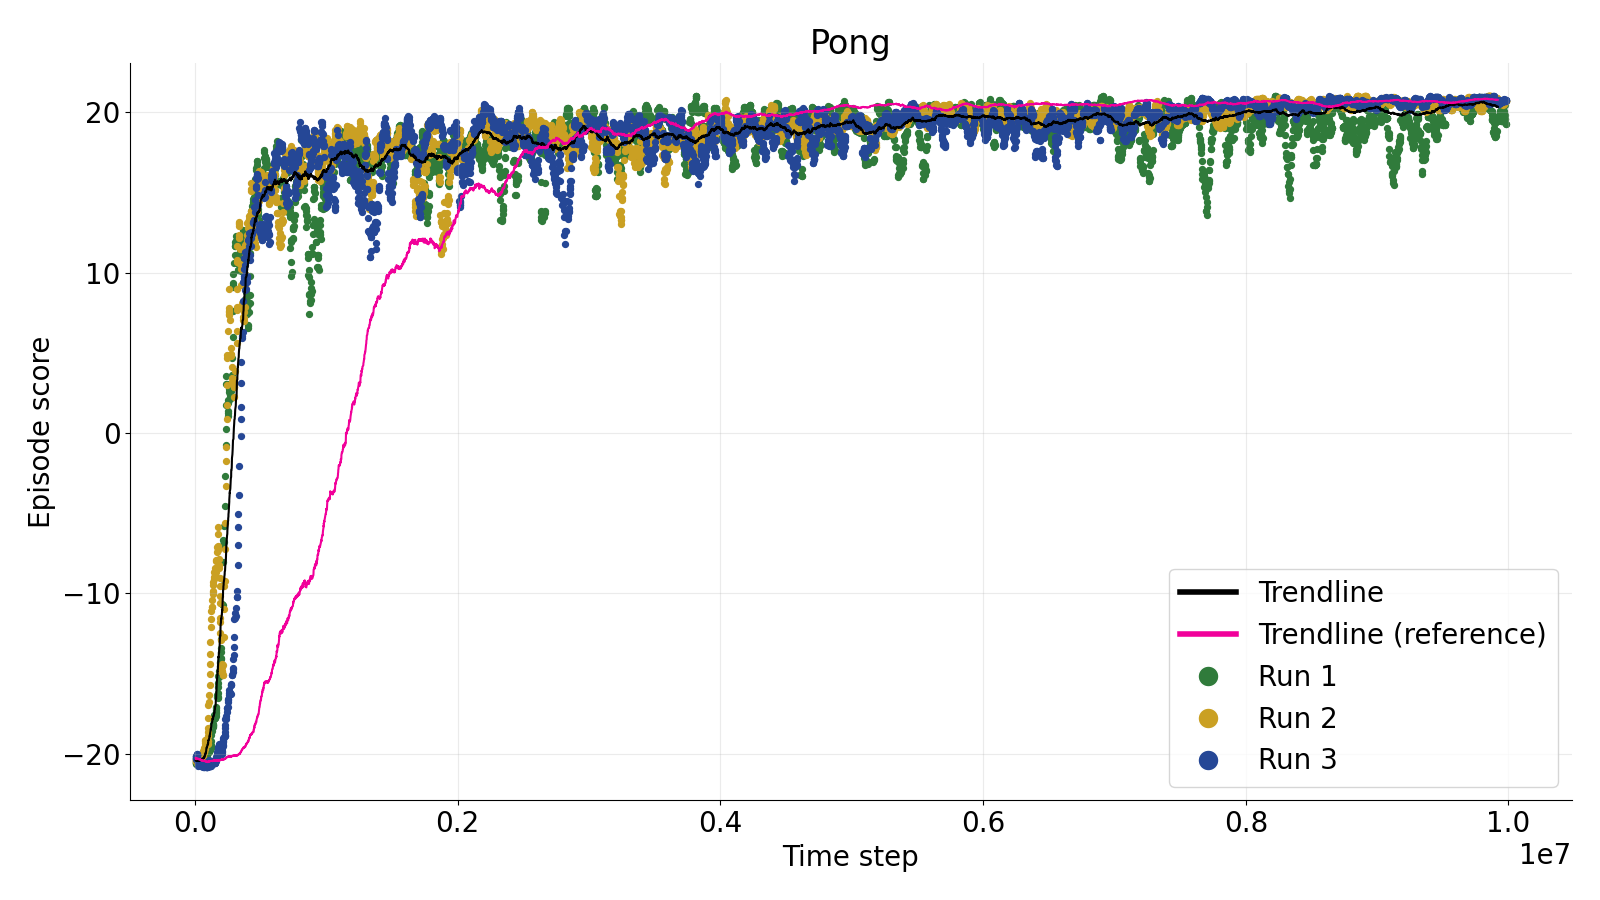 Pong
Episode score
20
10
0
−10
−20
0.0
0.2
0.4
0.6
0.8
1.0
1e7
Time step
Trendline
Trendline (reference)
Run 1
Run 2
Run 3